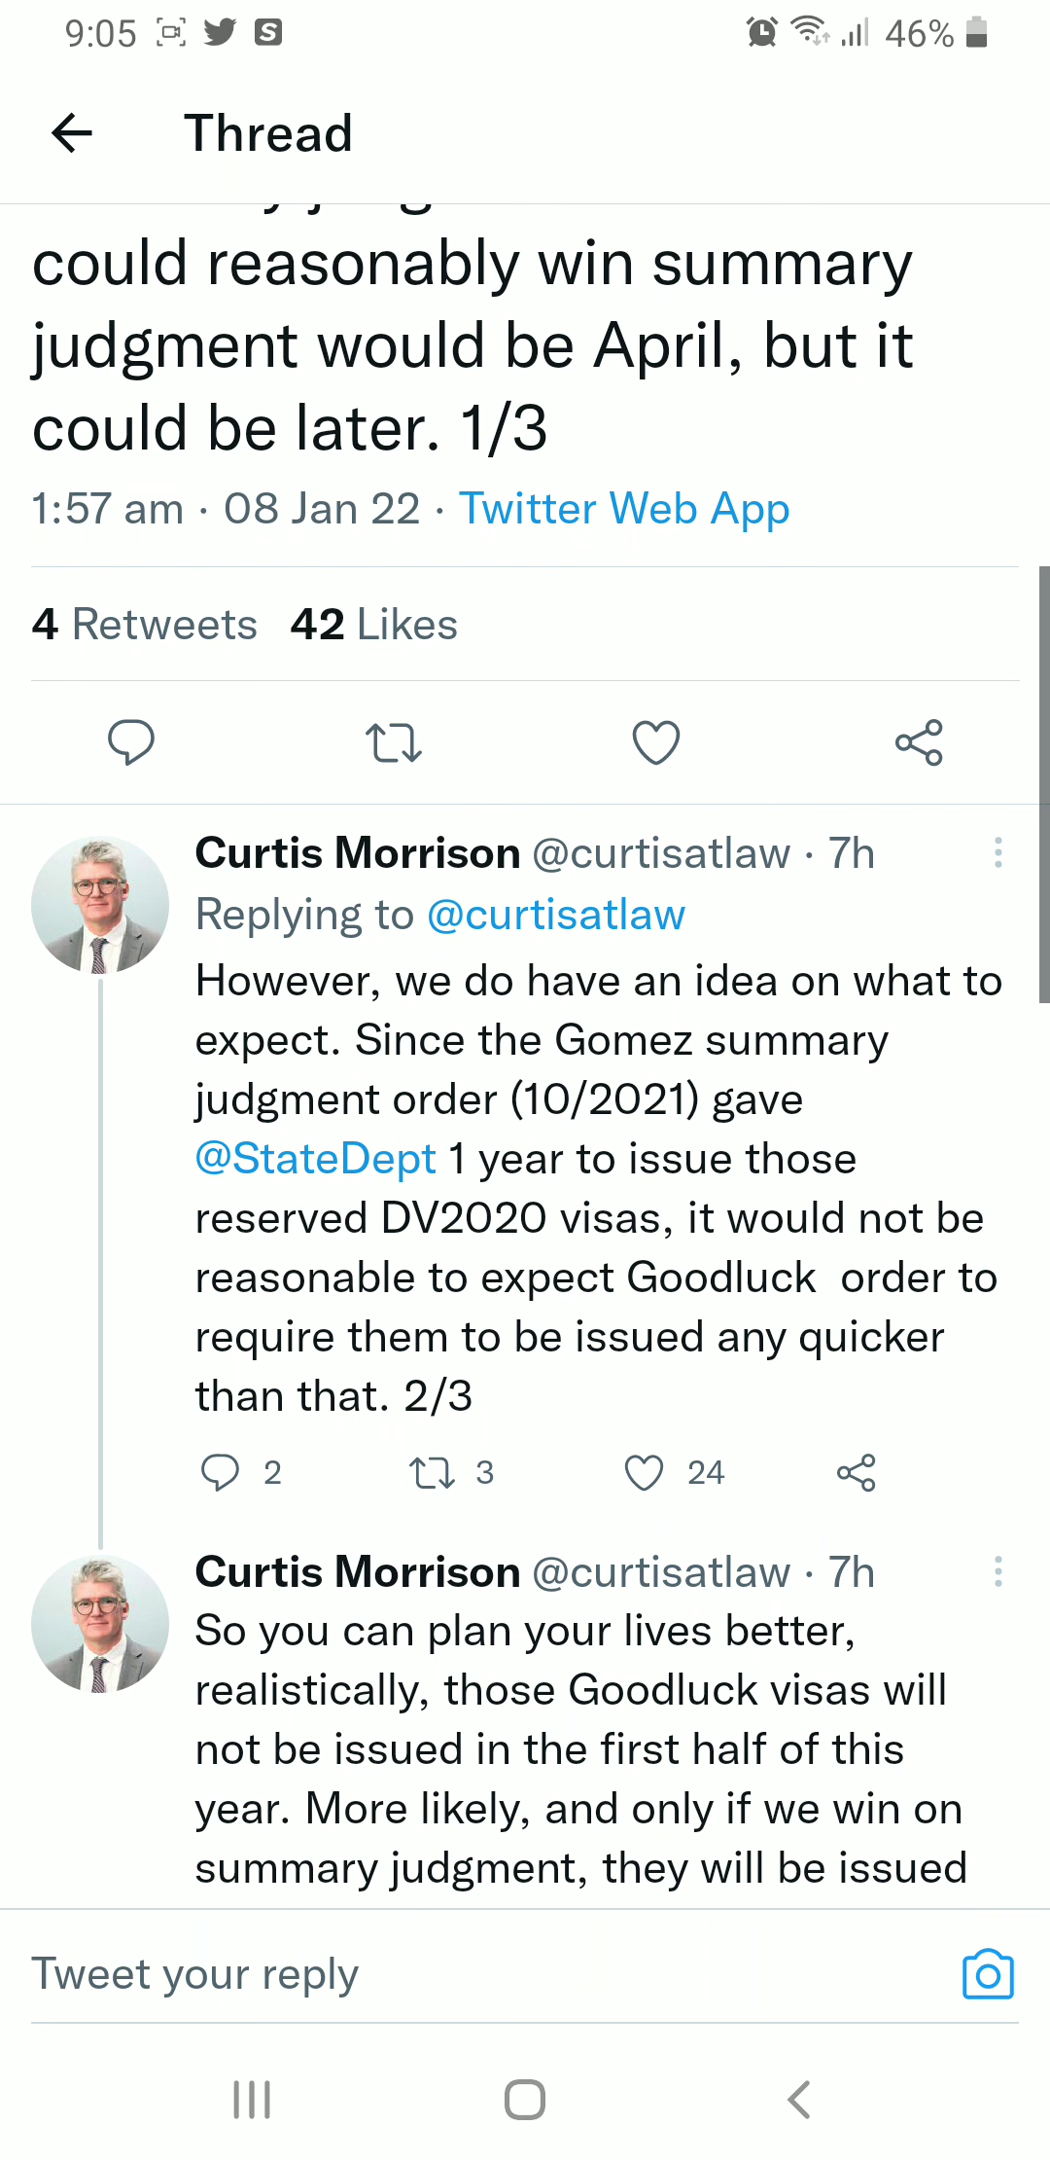 9:05 S 46%
Thread
could reasonably win summary
judgment would be April, but it
could be later. 1/3
1:57 am · 08 Jan 22 · Twitter Web App
4 Retweets 42 Likes
Curtis Morrison @curtisatlaw · 7h
Replying to @curtisatlaw
However, we do have an idea on what to
expect. Since the Gomez summary
judgment order (10/2021) gave
@StateDept 1 year to issue those
reserved DV2020 visas, it would not be
reasonable to expect Goodluck  order to
require them to be issued any quicker
than that. 2/3
2 3 24
Curtis Morrison @curtisatlaw · 7h
So you can plan your lives better,
realistically, those Goodluck visas will
not be issued in the first half of this
year. More likely, and only if we win on
summary judgment, they will be issued
Tweet your reply